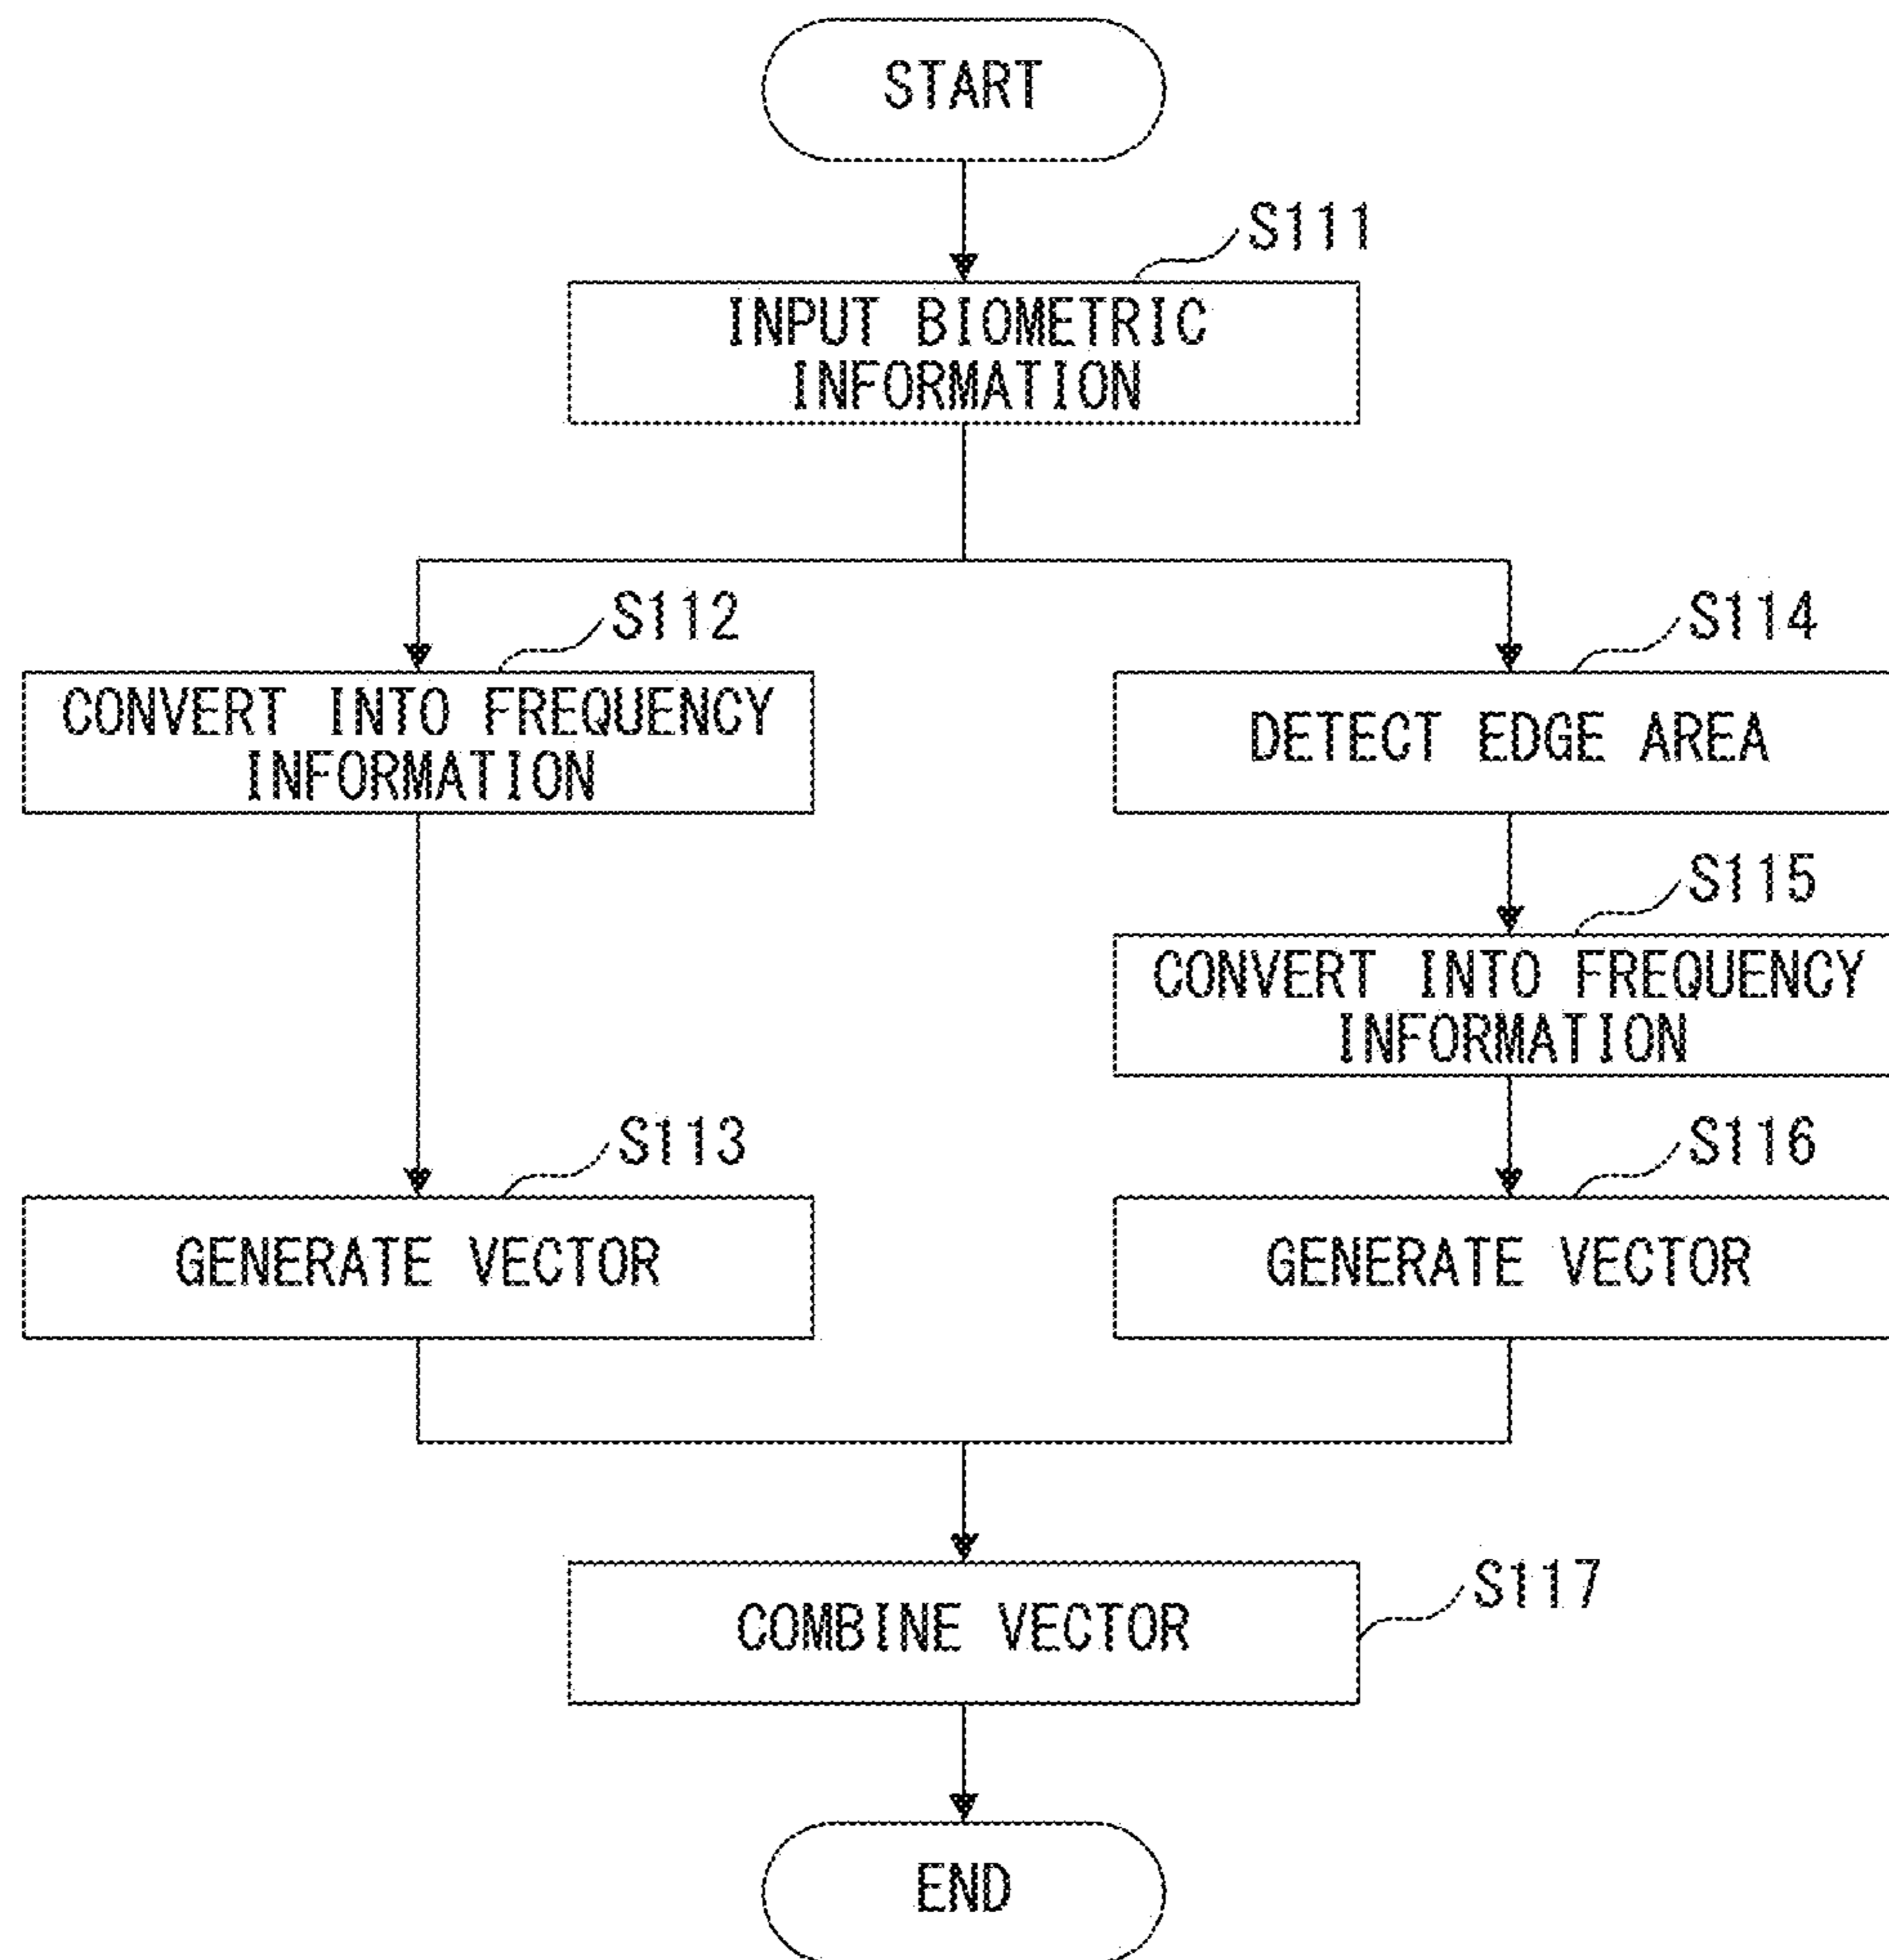 START
S111
INPUT BIOMETRIC
INFORMATION
S112
CONVERT INTO FREQUENCY
INFORMATION
S114
DETECT EDGE AREA
S115
CONVERT INTO FREQUENCY
INFORMATION
S113
GENERATE VECTOR
S116
GENERATE VECTOR
S117
COMBINE VECTOR
END